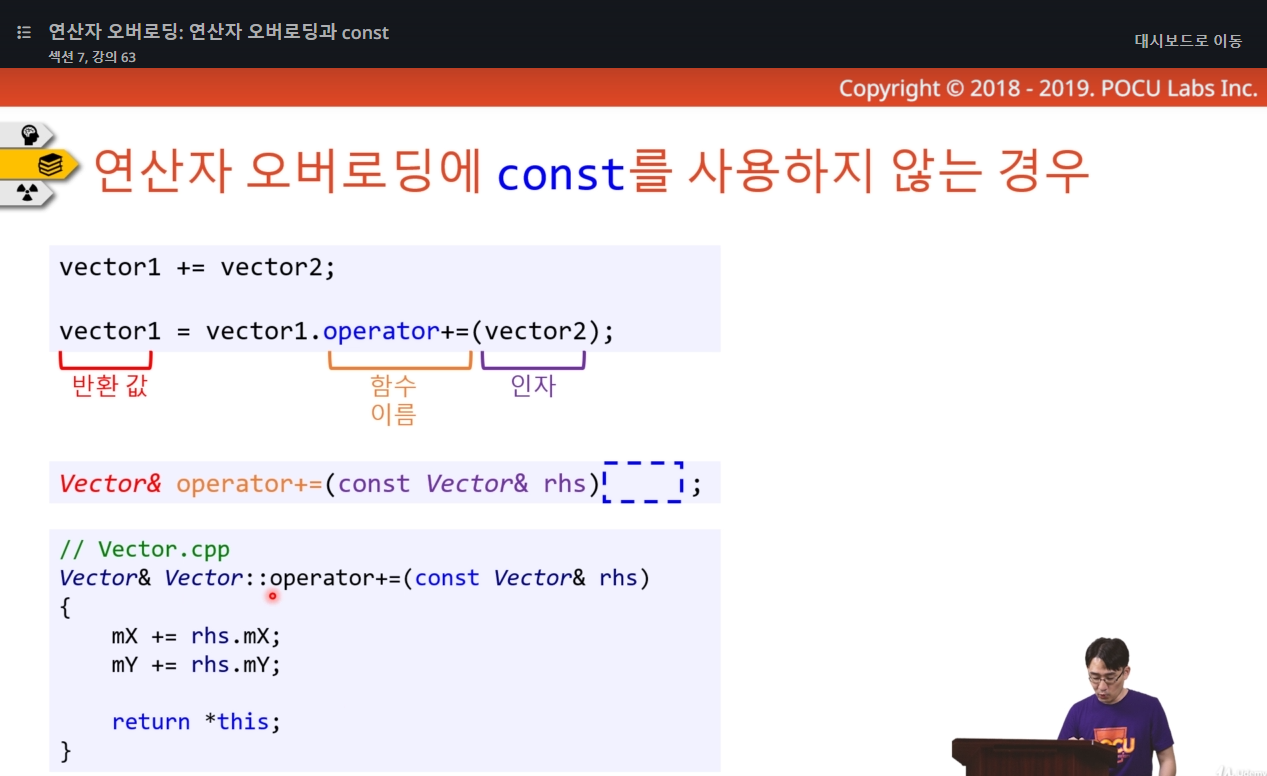 연산자 오버로딩: 연산자 오버로딩과 const
섹션 7, 강의 63
대시보드로 이동
Copyright © 2018 - 2019. POCU Labs Inc.
연산자 오버로딩에 const를 사용하지 않는 경우
vector1 += vector2;
vector1 = vector1.operator+=(vector2);
반환 값
함수
이름
인자
Vector& operator+=(const Vector& rhs) ;
// Vector.cpp
Vector& Vector::operator+=(const Vector& rhs)
{
mX += rhs.mX;
mY += rhs.mY;
return *this;
}
POCU